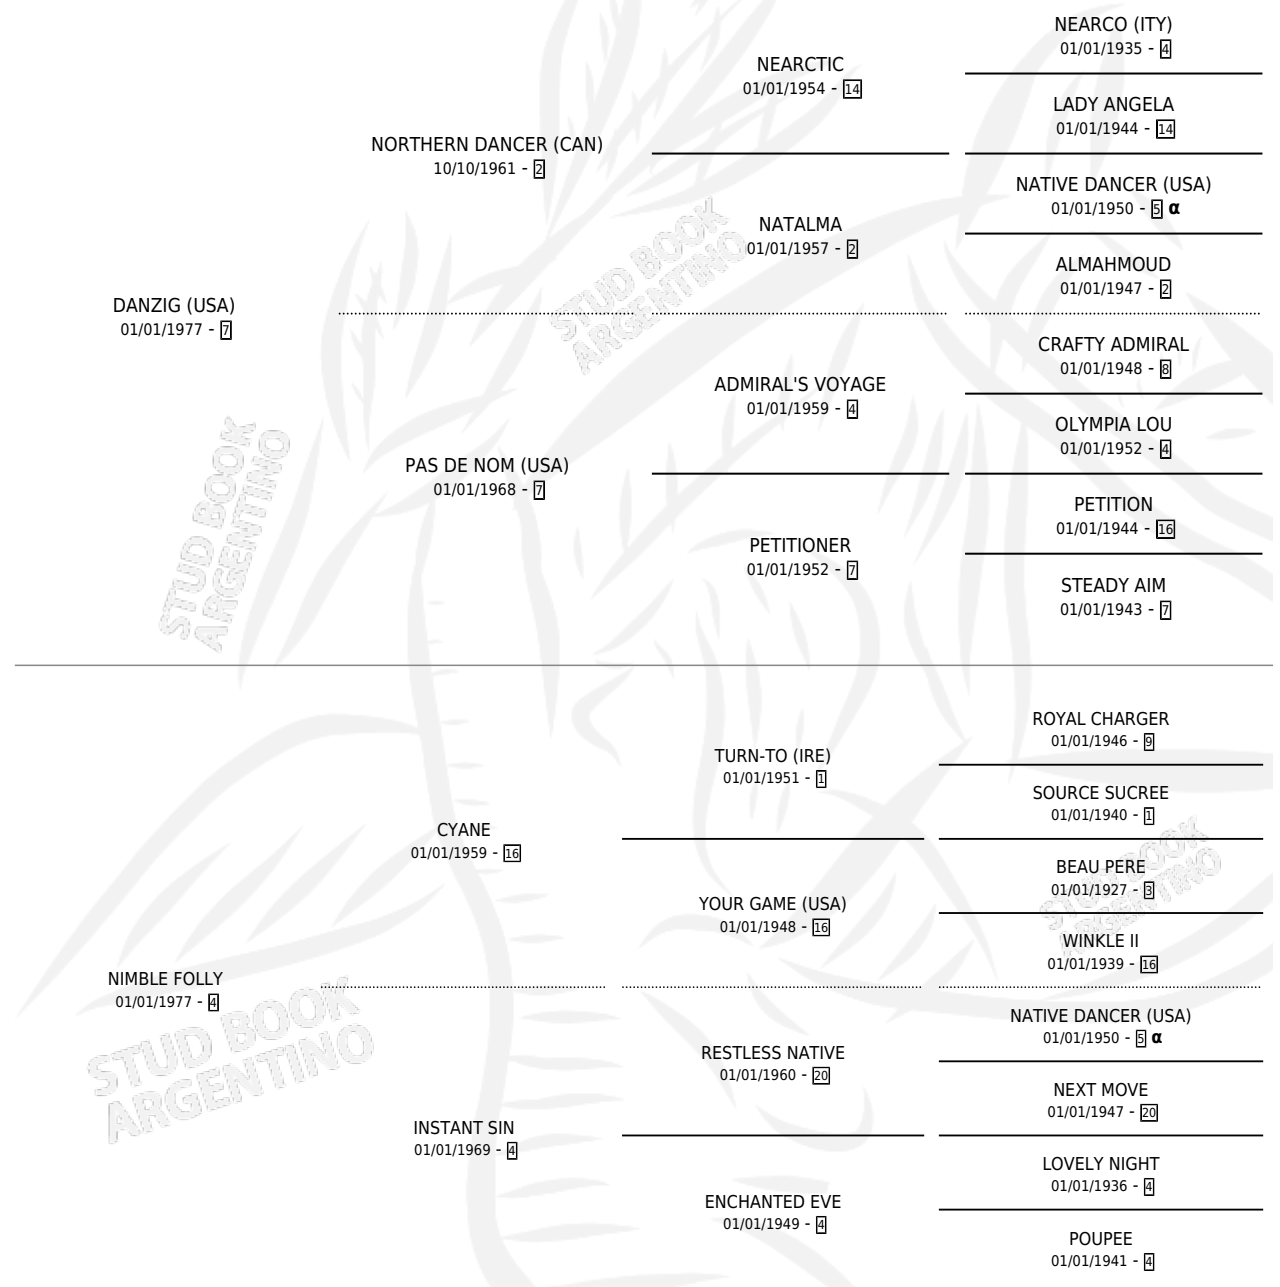 NEARCO (ITY)
01/01/1935 - 4
NEARCTIC
01/01/1954 - 14
LADY ANGELA
01/01/1944 - 14
NORTHERN DANCER (CAN)
10/10/1961 - 2
NATIVE DANCER (USA)
01/01/1950 - 5 α
NATALMA
01/01/1957 - 2
ALMAHMOUD
01/01/1947 - 2
DANZIG (USA)
01/01/1977 - 7
CRAFTY ADMIRAL
01/01/1948 - 8
ADMIRAL'S VOYAGE
01/01/1959 - 4
OLYMPIA LOU
01/01/1952 - 4
PAS DE NOM (USA)
01/01/1968 - 7
PETITION
01/01/1944 - 16
PETITIONER
01/01/1952 - 7
STEADY AIM
01/01/1943 - 7
ROYAL CHARGER
01/01/1946 - 9
TURN-TO (IRE)
01/01/1951 - 1
SOURCE SUCREE
01/01/1940 - 1
CYANE
01/01/1959 - 16
BEAU PERE
01/01/1927 - 3
YOUR GAME (USA)
01/01/1948 - 16
WINKLE II
01/01/1939 - 16
NIMBLE FOLLY
01/01/1977 - 4
NATIVE DANCER (USA)
01/01/1950 - 5 α
RESTLESS NATIVE
01/01/1960 - 20
NEXT MOVE
01/01/1947 - 20
INSTANT SIN
01/01/1969 - 4
LOVELY NIGHT
01/01/1936 - 4
ENCHANTED EVE
01/01/1949 - 4
POUPEE
01/01/1941 - 4
STUD BOOK
ARGENTINO
STUD BOOK
ARGENTINO
STUD BOOK
ARGENTINO
STUD BOOK
ARGENTINO